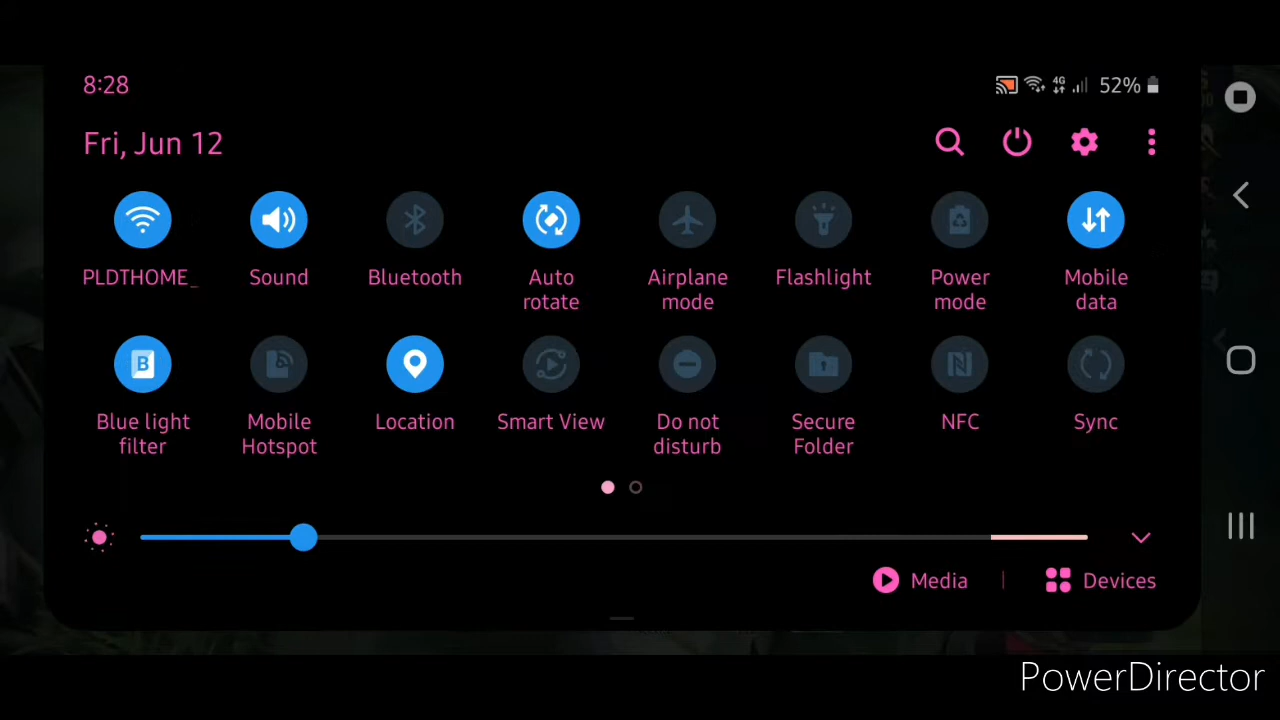 8:28
4G
52%
Fri, Jun 12
PLDTHOME_
Sound
Bluetooth
Auto
rotate
Airplane
mode
Flashlight
Power
mode
Mobile
data
B
Blue light
filter
Mobile
Hotspot
Location
Smart View
Do not
disturb
Secure
Folder
NFC
Sync
Media
Devices
PowerDirector